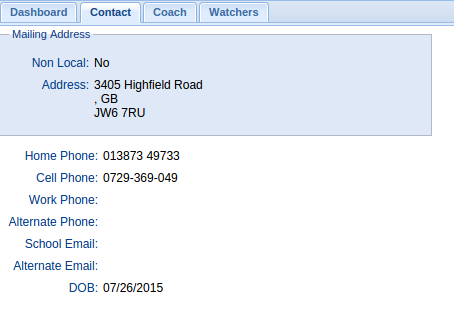 Dashboard Contact Coach Watchers
Mailing Address
Non Local: No
Address: 3405 Highfield Road
, GB
JW6 7RU
Home Phone: 013873 49733
Cell Phone: 0729-369-049
Work Phone:
Alternate Phone:
School Email:
Alternate Email:
DOB: 07/26/2015